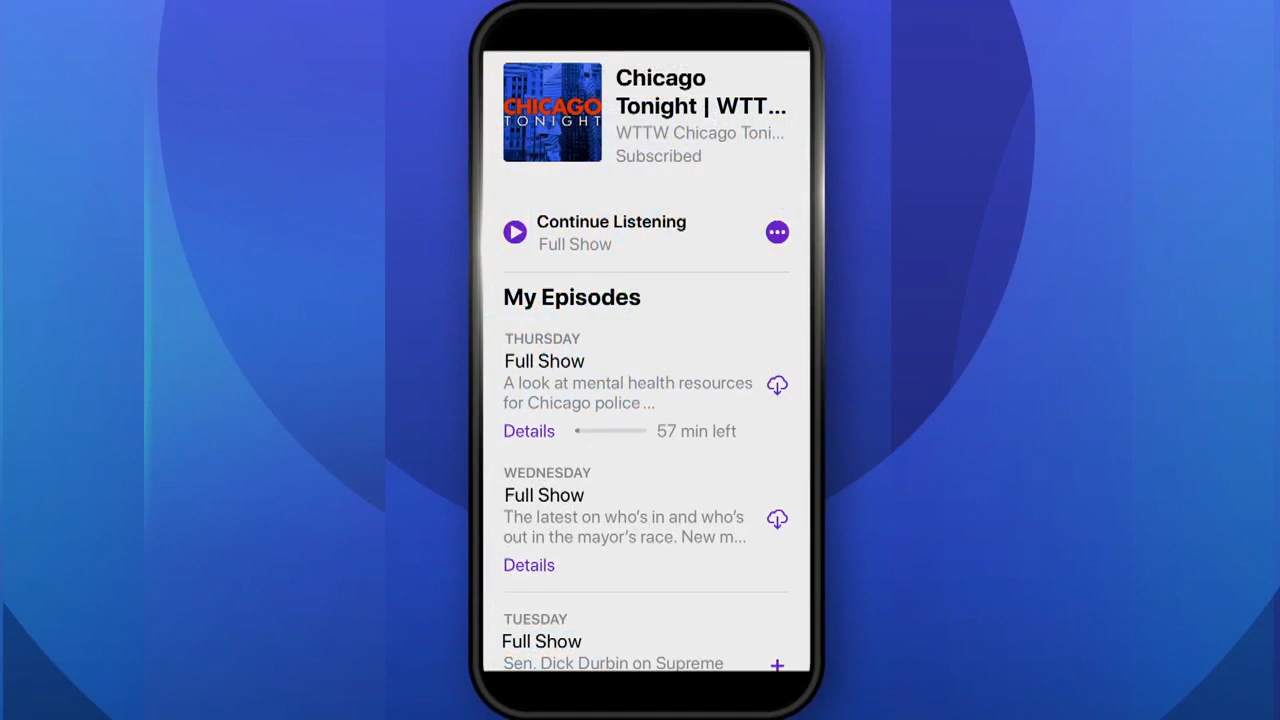 CHICAGO
TONIGHT
Chicago
Tonight | WTT...
WTTW Chicago Toni...
Subscribed
Continue Listening
Full Show
My Episodes
THURSDAY
Full Show
A look at mental health resources
for Chicago police ...
Details
57 min left
WEDNESDAY
Full Show
The latest on who’s in and who’s
out in the mayor’s race. New m...
Details
TUESDAY
Full Show
Sen. Dick Durbin on Supreme